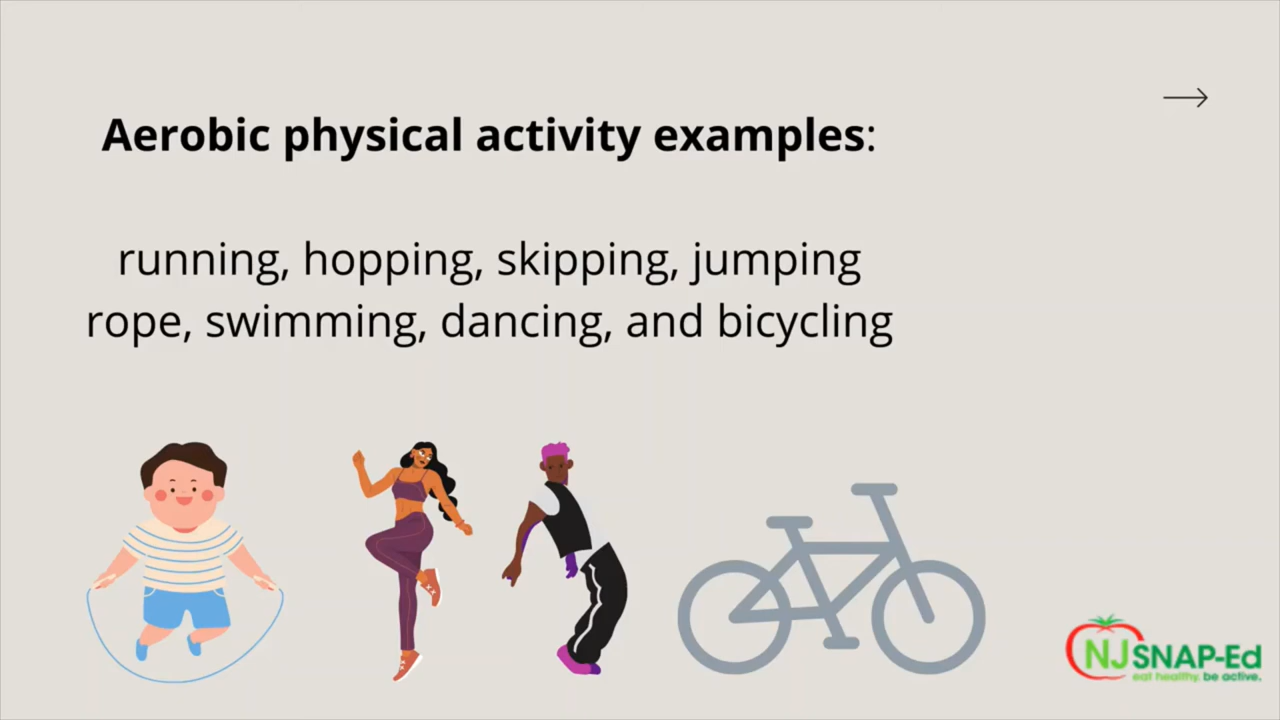 Aerobic physical activity examples:
running, hopping, skipping, jumping
rope, swimming, dancing, and bicycling
NJSNAP-Ed
eat healthy. be active.